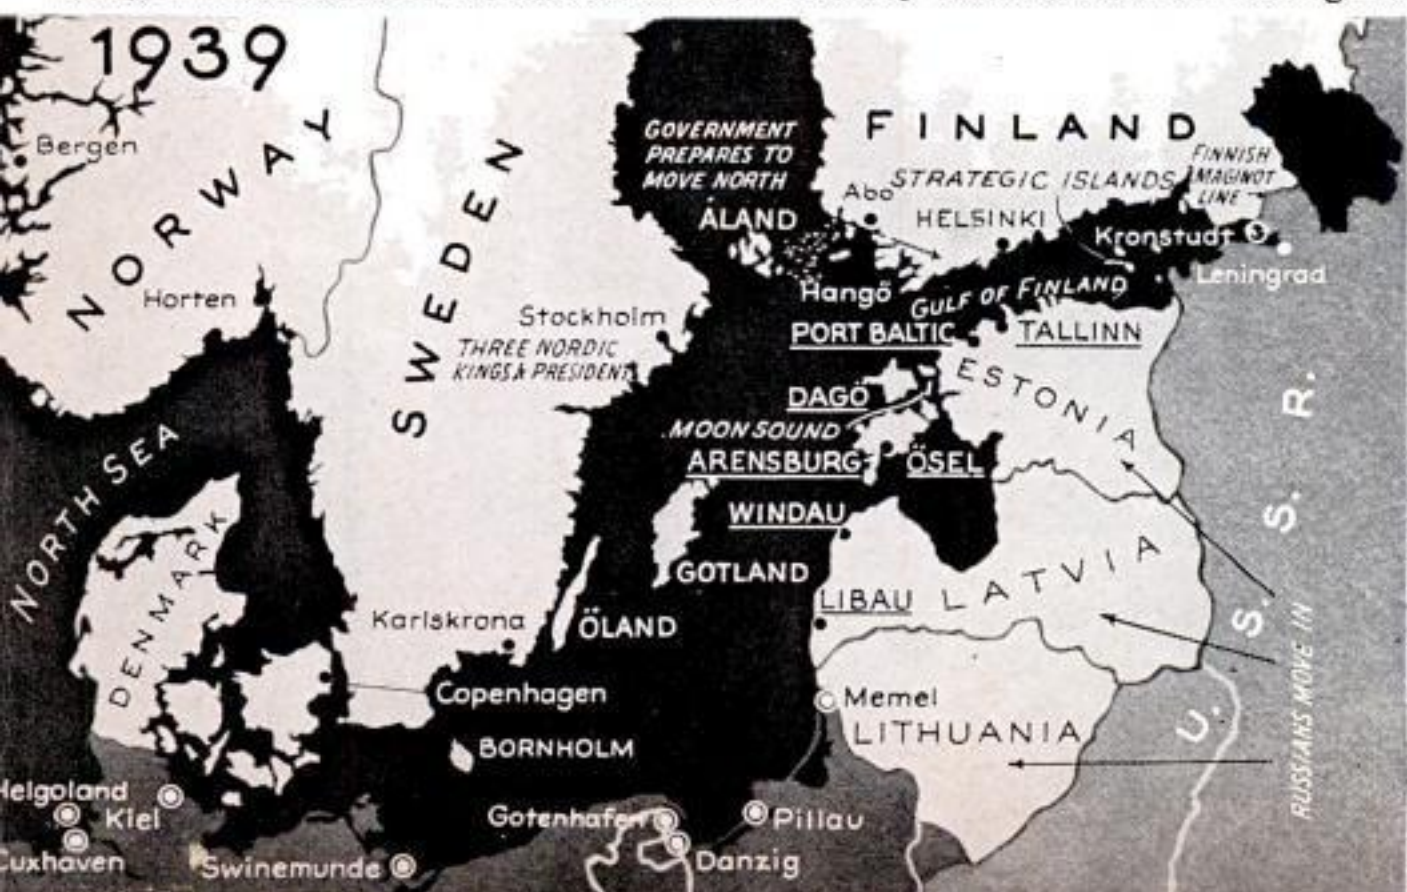 1939
Bergen
NORWAY
Horten
SWEDEN
GOVERNMENT
PREPARES TO
MOVE NORTH
ÅLAND
FINLAND
Abo
STRATEGIC ISLANDS
FINNISH
MAGINOT
LINE
HELSINKI
Kronstudt
Leningrad
Hangö
GULF OF FINLAND
Stockholm
THREE NORDIC
KINGS & PRESIDENT
PORT BALTIC
TALLINN
ESTONIA
DAGÖ
MOON SOUND
ARENSBURG
ÖSEL
NORTH SEA
WINDAU
GOTLAND
DENMARK
LATVIA
LIBAU
Karlskrona
ÖLAND
U. S. S. R.
RUSSIANS MOVE IN
Copenhagen
Memel
LITHUANIA
BORNHOLM
Helgoland
Kiel
Cuxhaven
Swinemunde
Gotenhafen
Pillau
Danzig